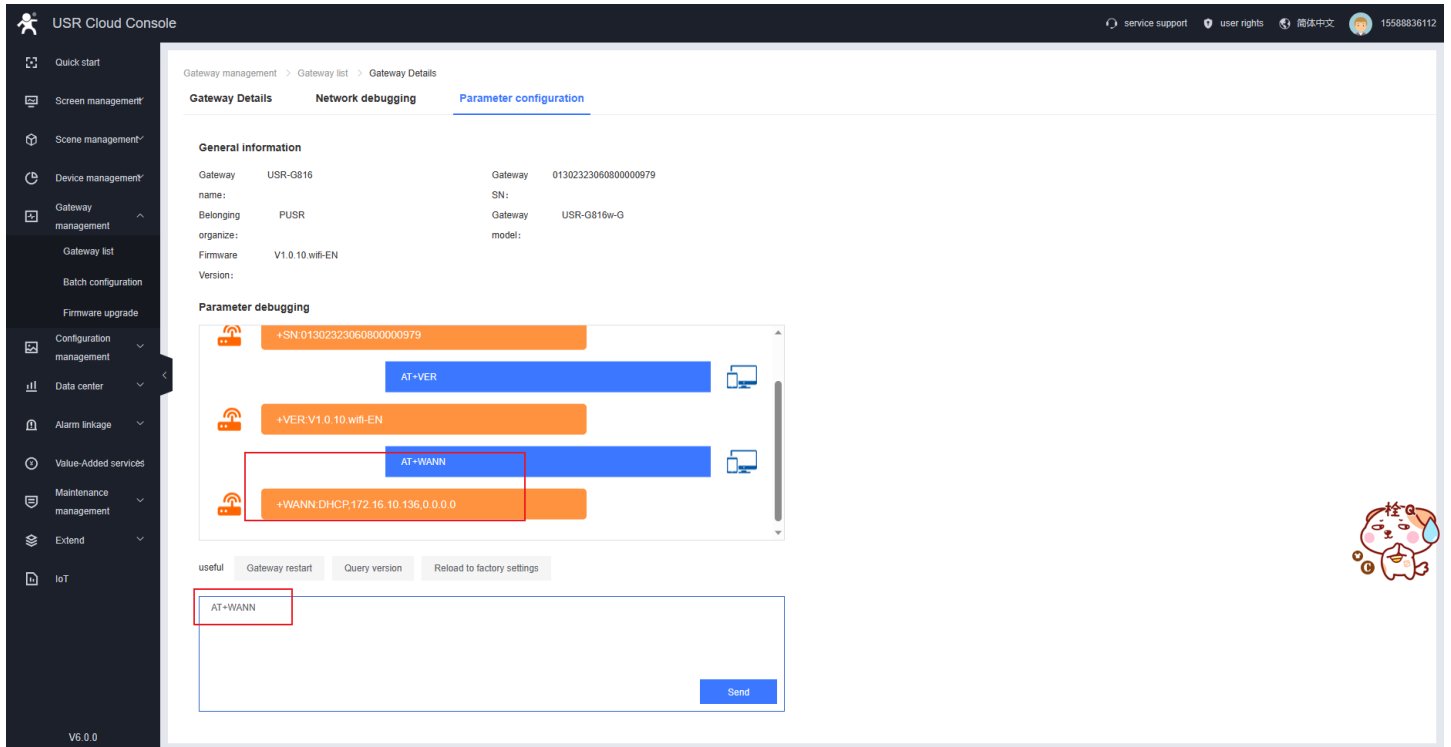 USR Cloud Console
service support
user rights
简体中文
15588836112
Quick start
Screen management
Scene management
Device management
Gateway
management
Gateway list
Batch configuration
Firmware upgrade
Configuration
management
Data center
Alarm linkage
Value-Added services
Maintenance
management
Extend
IoT
V6.0.0
Gateway management > Gateway list > Gateway Details
Gateway Details Network debugging Parameter configuration
General information
Gateway name: USR-G816
Gateway SN: 01302323060800000979
Belonging organize: PUSR
Gateway model: USR-G816w-G
Firmware Version: V1.0.10.wifi-EN
Parameter debugging
+SN:01302323060800000979
AT+VER
+VER:V1.0.10.wifi-EN
AT+WANN
+WANN:DHCP,172.16.10.136,0.0.0.0
useful Gateway restart Query version Reload to factory settings
AT+WANN
Send
栓Q
C